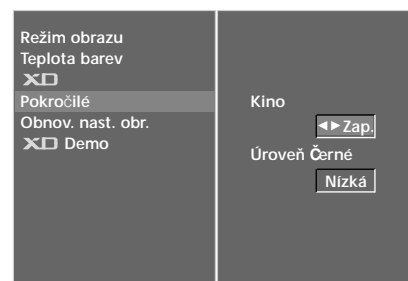 Režim obrazu
Teplota barev
XD
Pokročilé
Obnov. nast. obr.
XD Demo
Kino
◄► Zap.
Úroveň Černé
Nízká